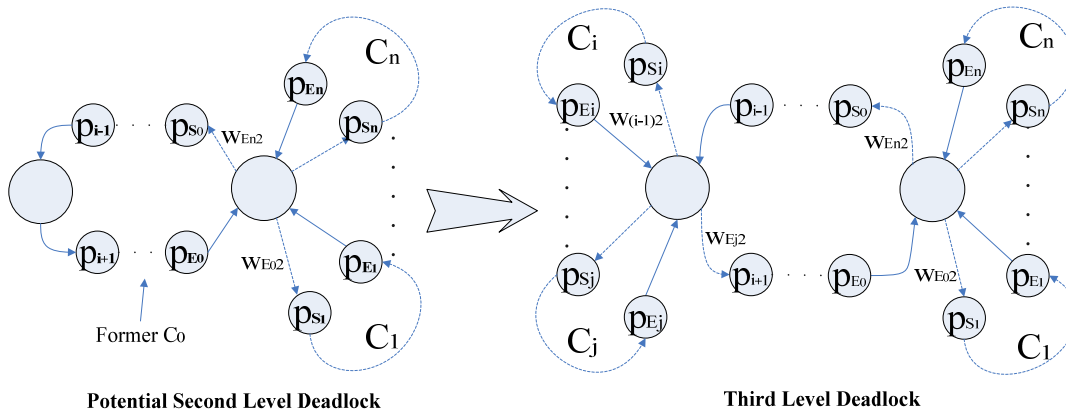 Cn
pEn
pi-1
pS0
wEn2
pSn
pi+1
pE0
wE02
pE1
pS1
C1
Former C0
Potential Second Level Deadlock
Ci
pSi
pEi
w(i-1)2
pi-1
pS0
wEn2
Cn
pEn
pSn
pSj
wEj2
pi+1
pE0
wE02
pE1
pEj
Cj
pS1
C1
Third Level Deadlock